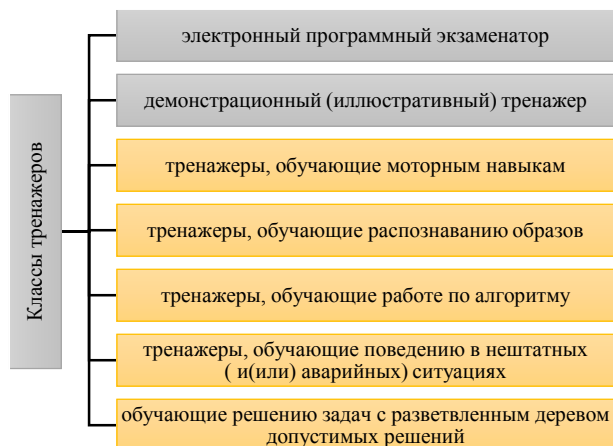 Классы тренажеров
электронный программный экзаменатор
демонстрационный (иллюстративный) тренажер
тренажеры, обучающие моторным навыкам
тренажеры, обучающие распознаванию образов
тренажеры, обучающие работе по алгоритму
тренажеры, обучающие поведению в нештатных
( и(или) аварийных) ситуациях
обучающие решению задач с разветвленным деревом
допустимых решений